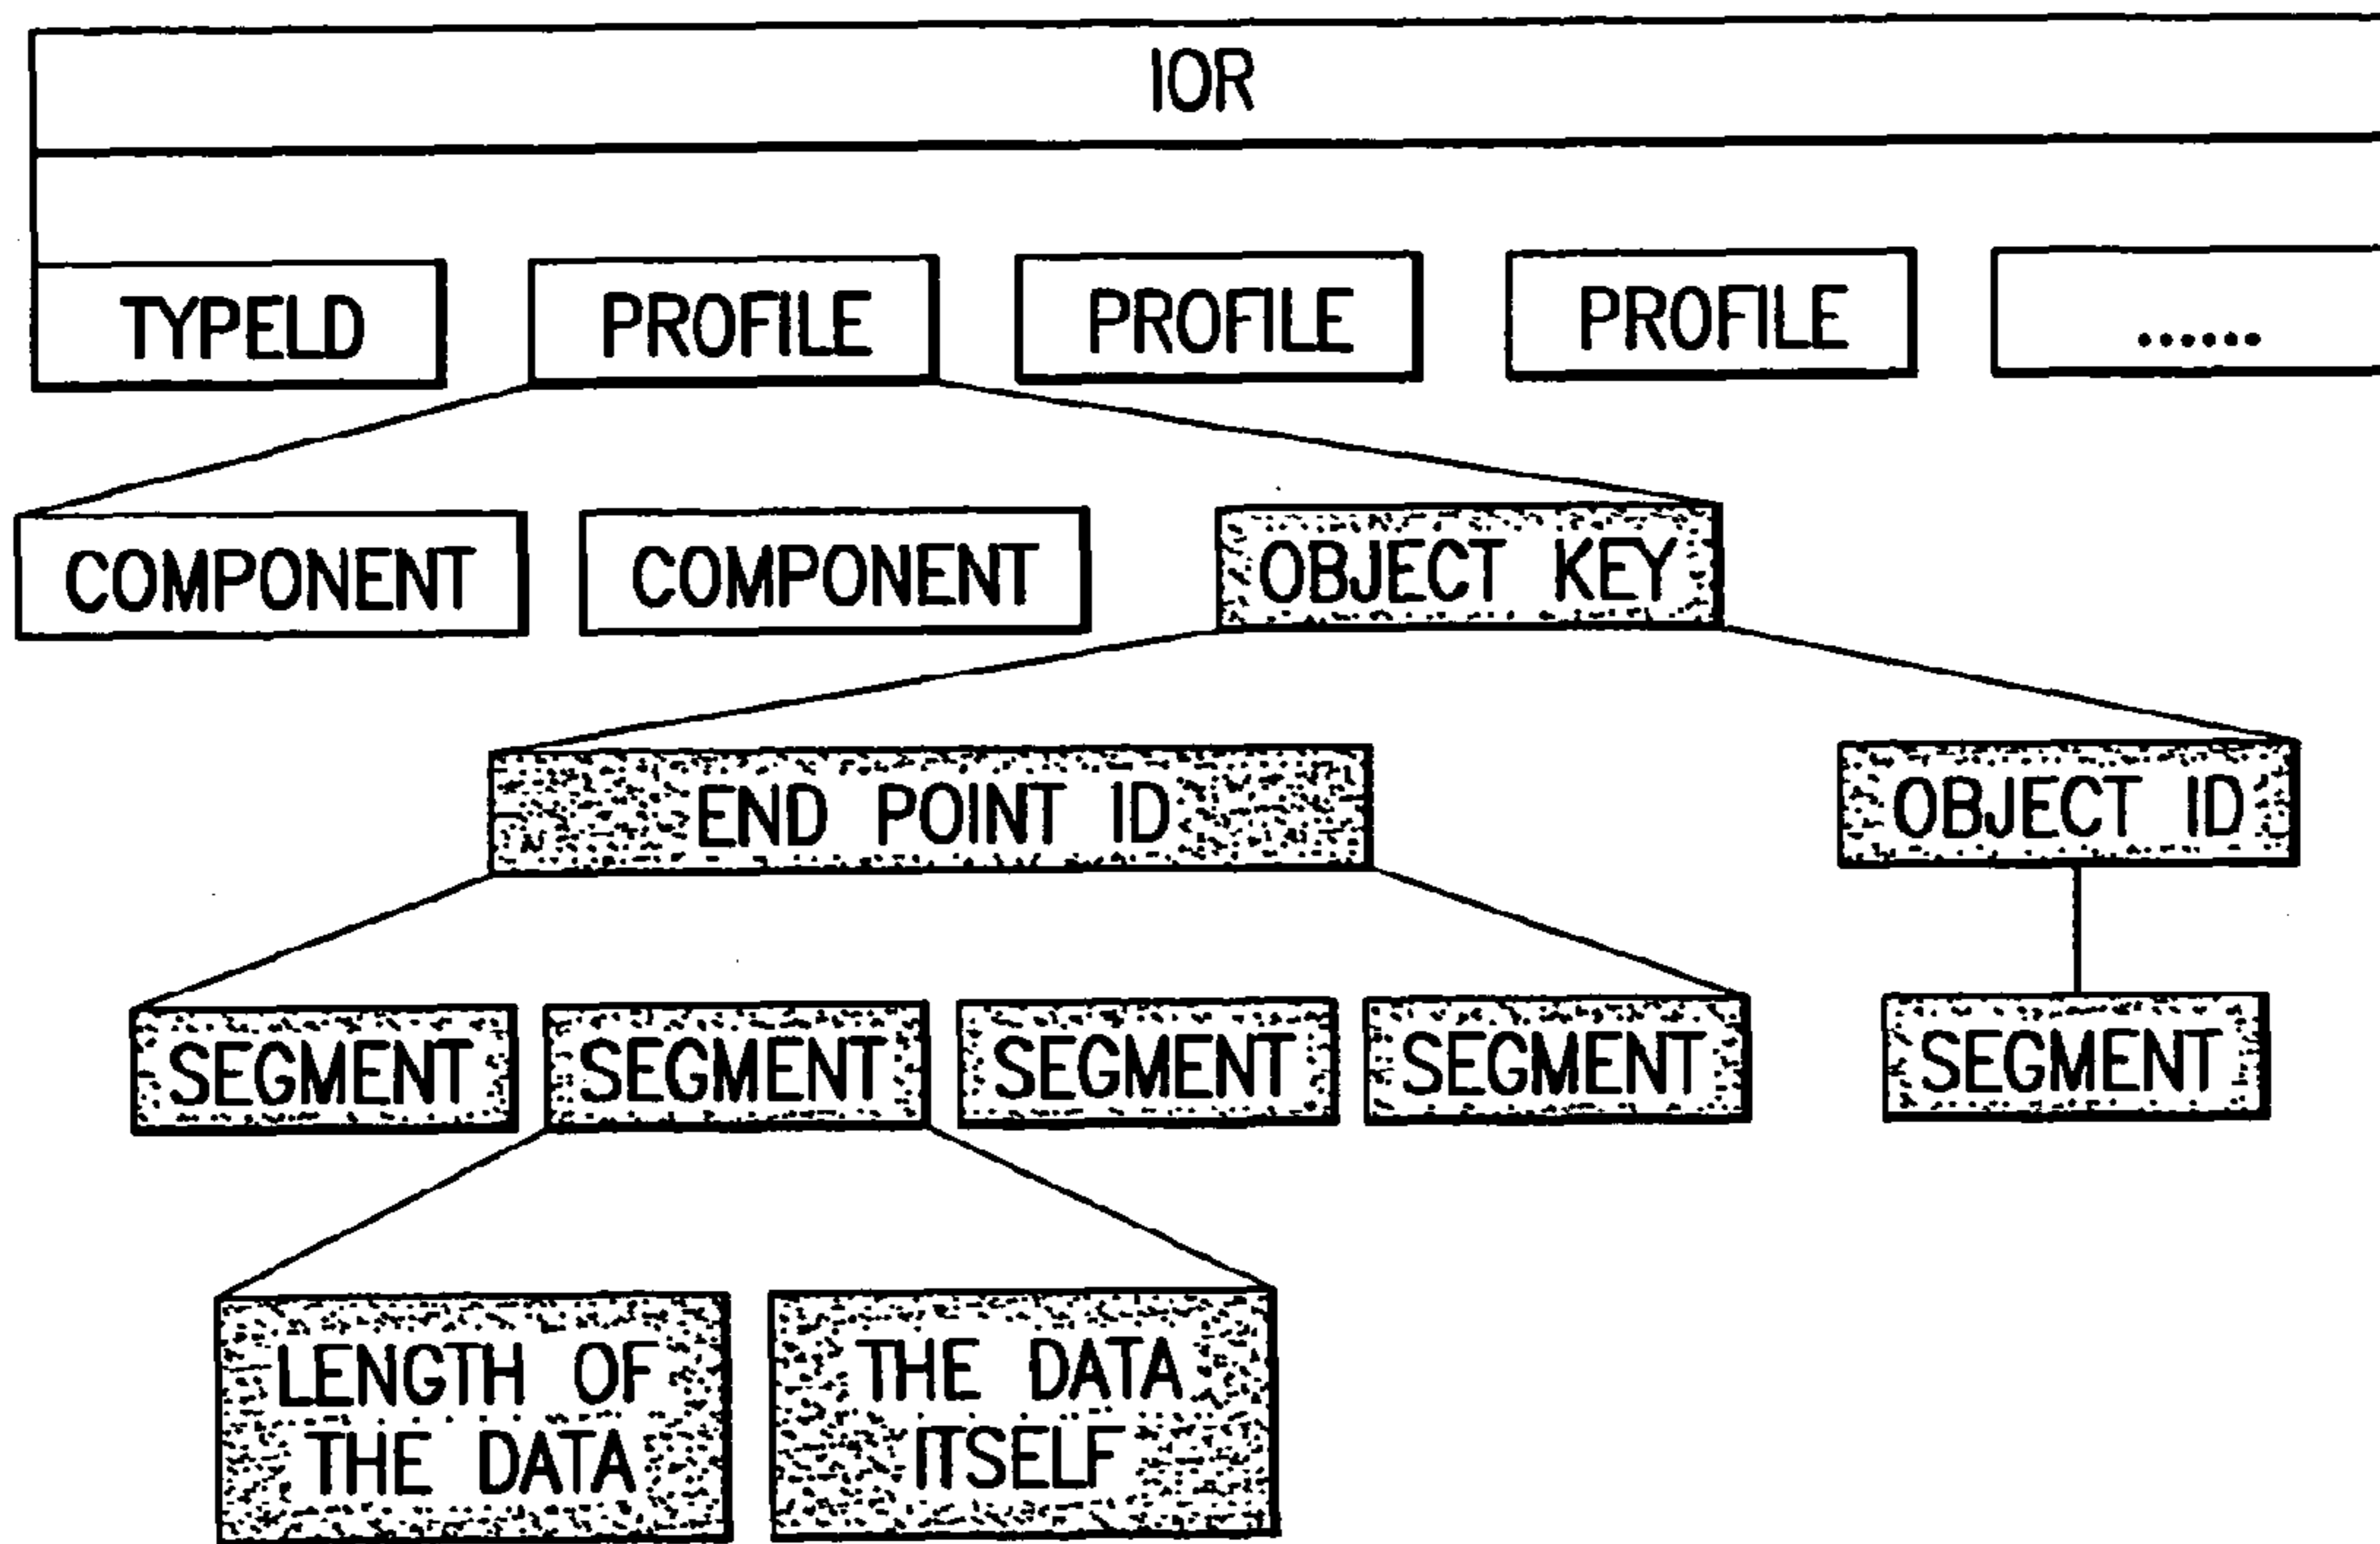 IOR
TYPELD PROFILE PROFILE PROFILE ......
COMPONENT COMPONENT OBJECT KEY
END POINT ID OBJECT ID
SEGMENT SEGMENT SEGMENT SEGMENT SEGMENT
LENGTH OF THE DATA
THE DATA ITSELF